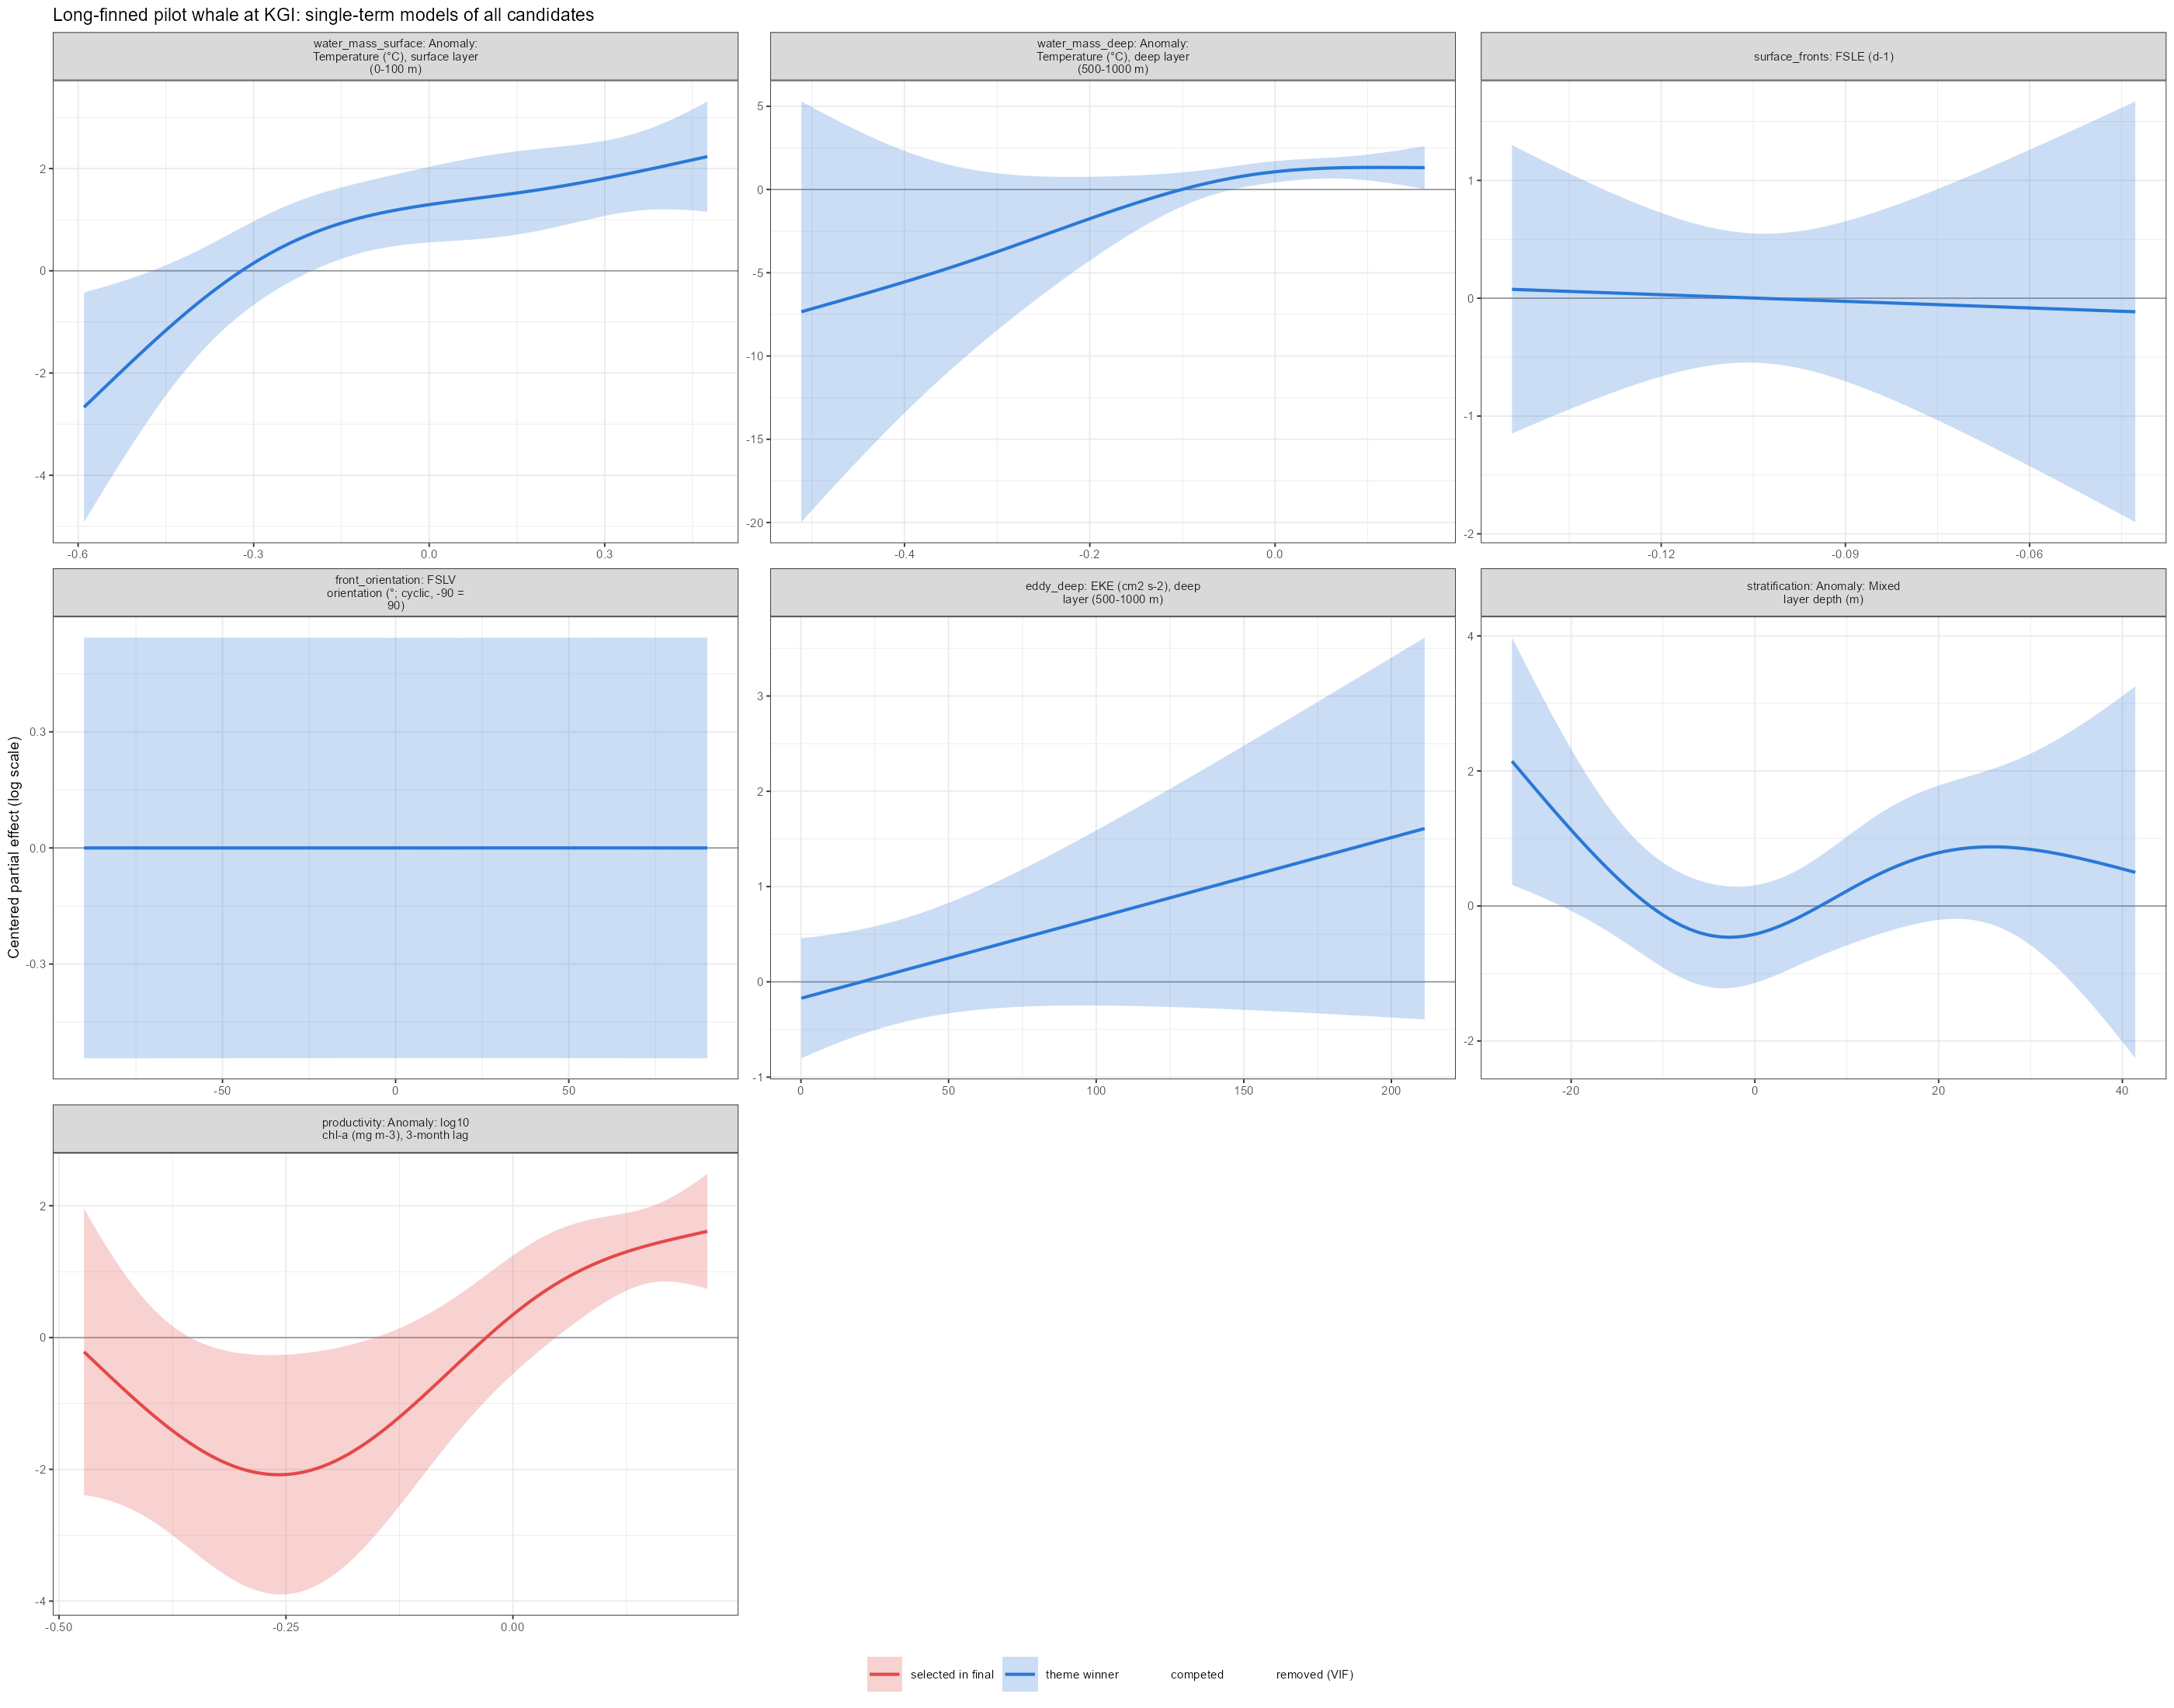 Long-finned pilot whale at KGI: single-term models of all candidates
water_mass_surface: Anomaly:
Temperature (°C), surface layer
(0-100 m)
water_mass_deep: Anomaly:
Temperature (°C), deep layer
(500-1000 m)
surface_fronts: FSLE (d-1)
2
0
-2
-4
-0.6
-0.3
0.0
0.3
5
0
-5
-10
-15
-20
-0.4
-0.2
0.0
1
0
-1
-2
-0.12
-0.09
-0.06
front_orientation: FSLV
orientation (°; cyclic, -90 =
90)
eddy_deep: EKE (cm2 s-2), deep
layer (500-1000 m)
stratification: Anomaly: Mixed
layer depth (m)
Centered partial effect (log scale)
0.3
0.0
-0.3
-50
0
50
3
2
1
0
-1
0
50
100
150
200
4
2
0
-2
-20
0
20
40
productivity: Anomaly: log10
chl-a (mg m-3), 3-month lag
2
0
-2
-4
-0.50
-0.25
0.00
selected in final
theme winner
competed
removed (VIF)